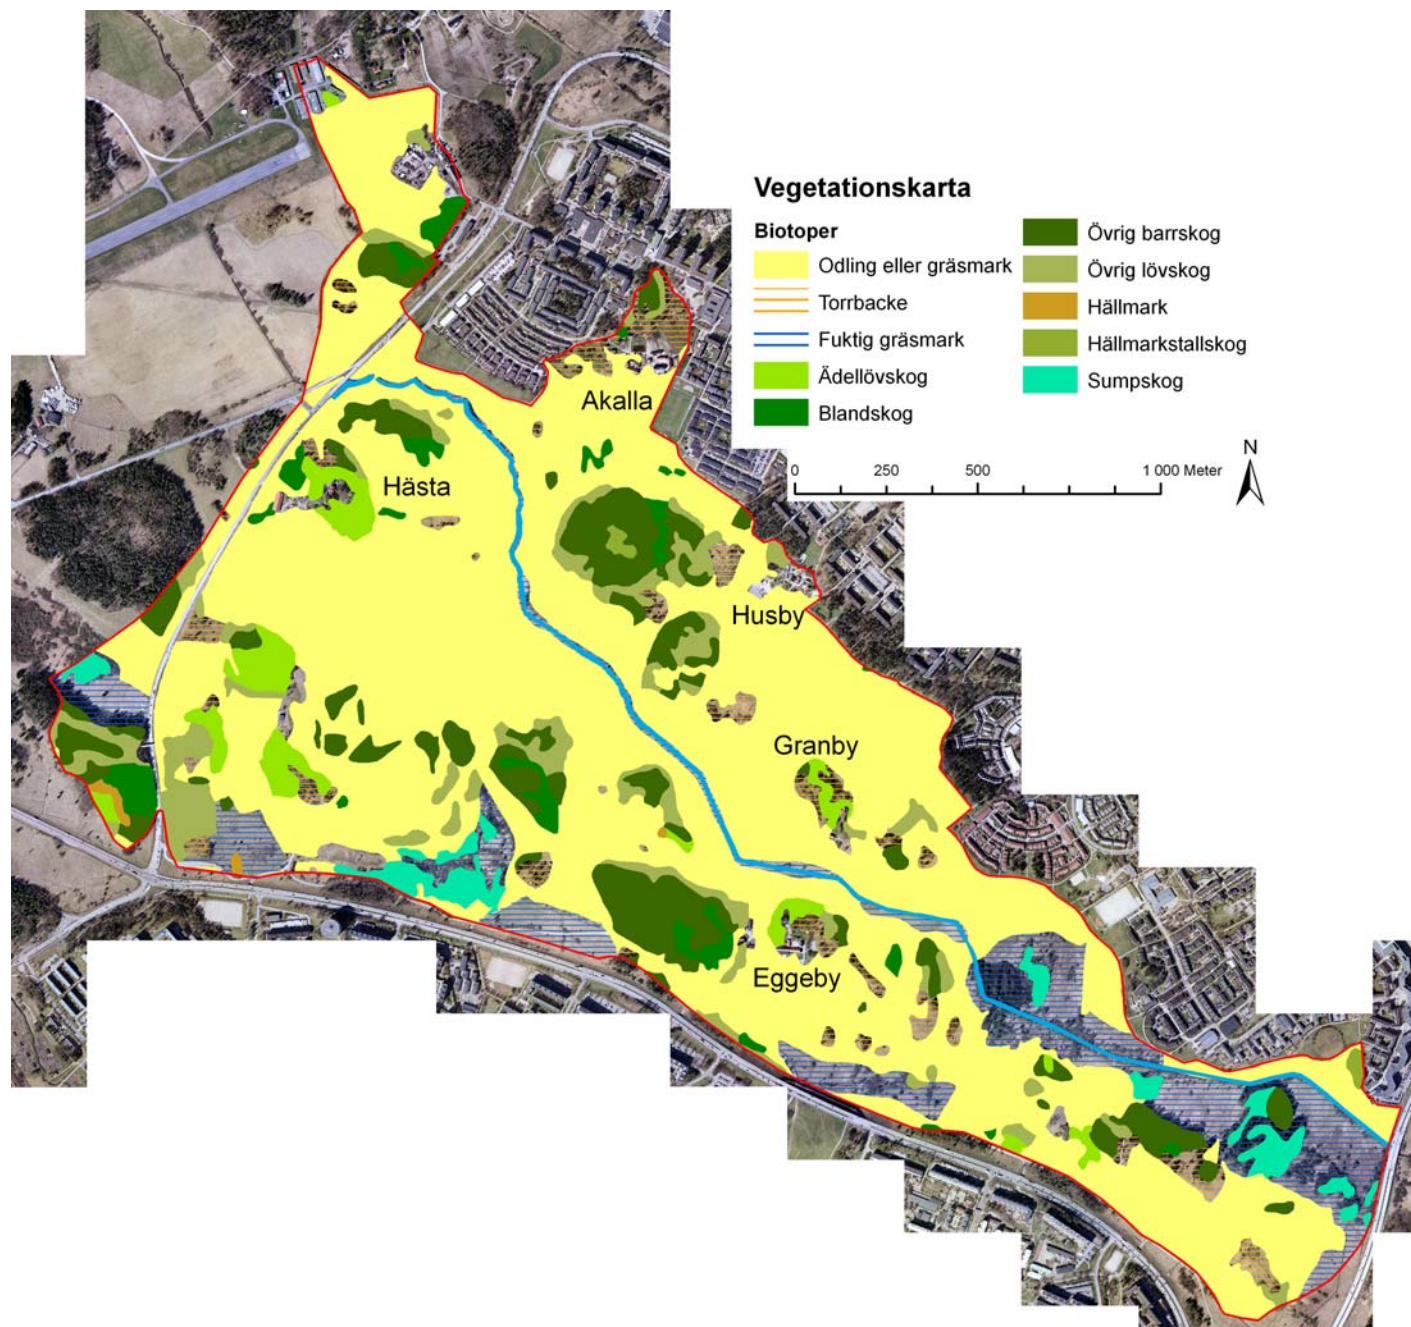 Vegetationskarta
Biotoper
Odling eller gräsmark
Torrbacke
Fuktig gräsmark
Ädellövskog
Blandskog
Övrig barrskog
Övrig lövskog
Hällmark
Hällmarkstallskog
Sumpskog
N
0 250 500 1 000 Meter
Akalla
Hästa
Husby
Granby
Eggeby